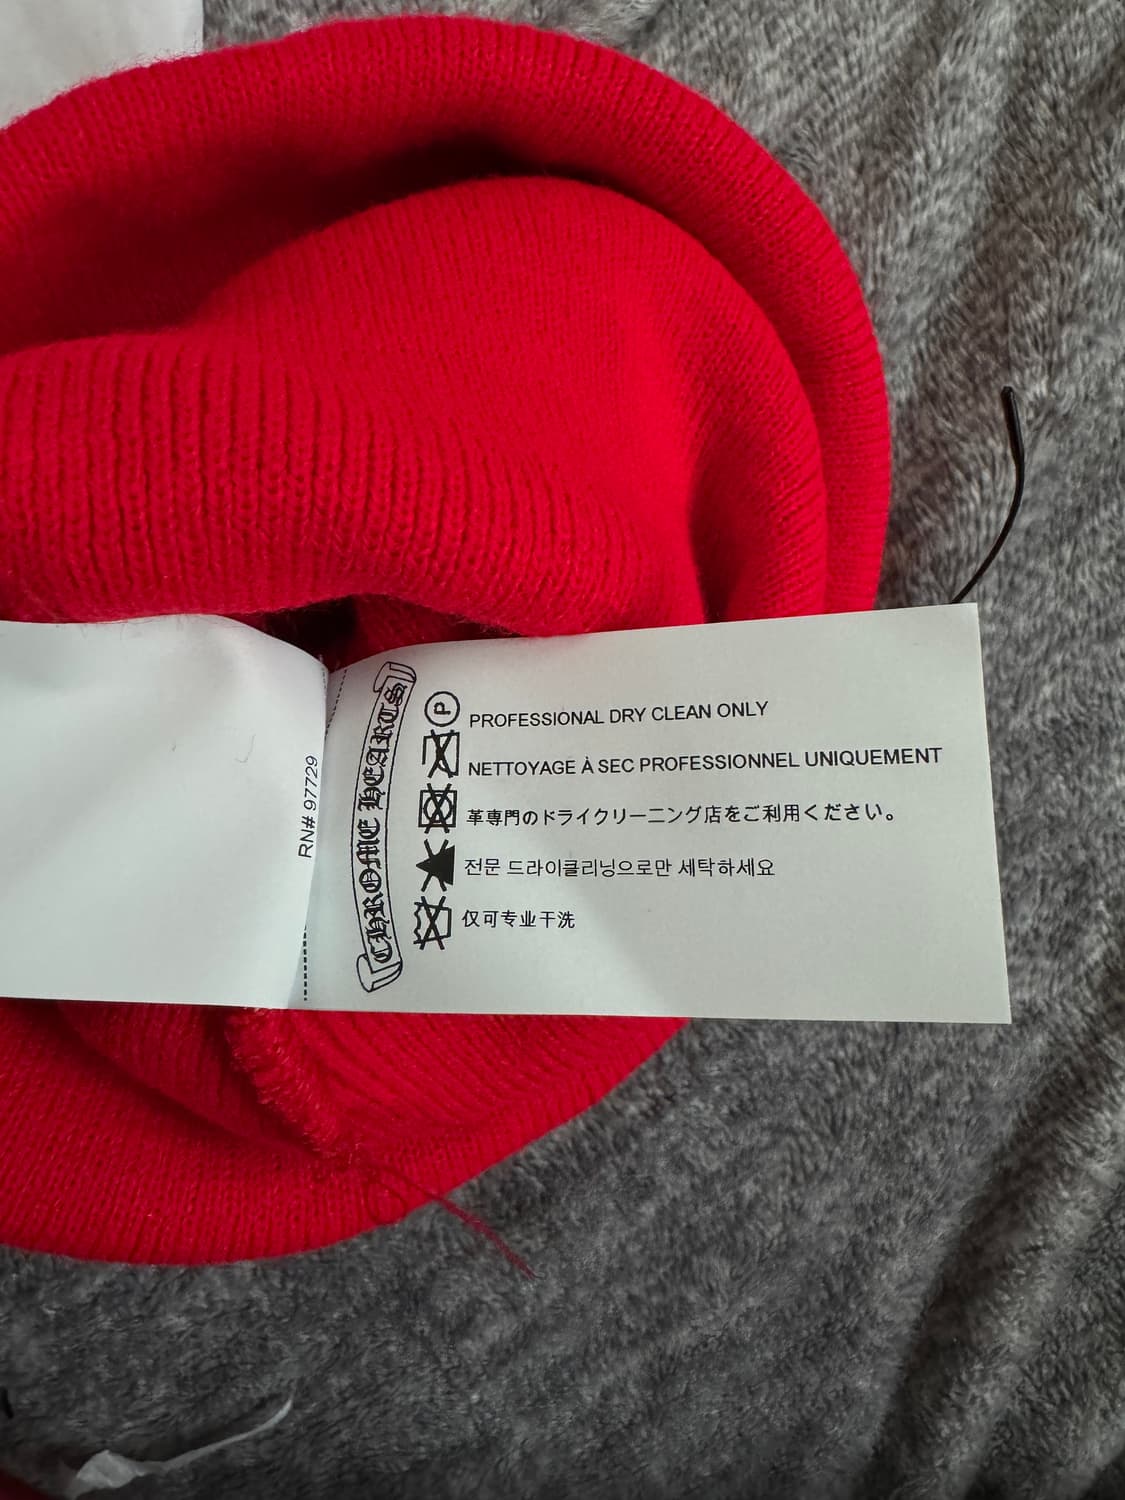 RN# 97729
CHROME HEARTS
P
PROFESSIONAL DRY CLEAN ONLY
NETTOYAGE À SEC PROFESSIONNEL UNIQUEMENT
革専門のドライクリーニング店をご利用ください。
전문 드라이클리닝으로만 세탁하세요
仅可专业干洗